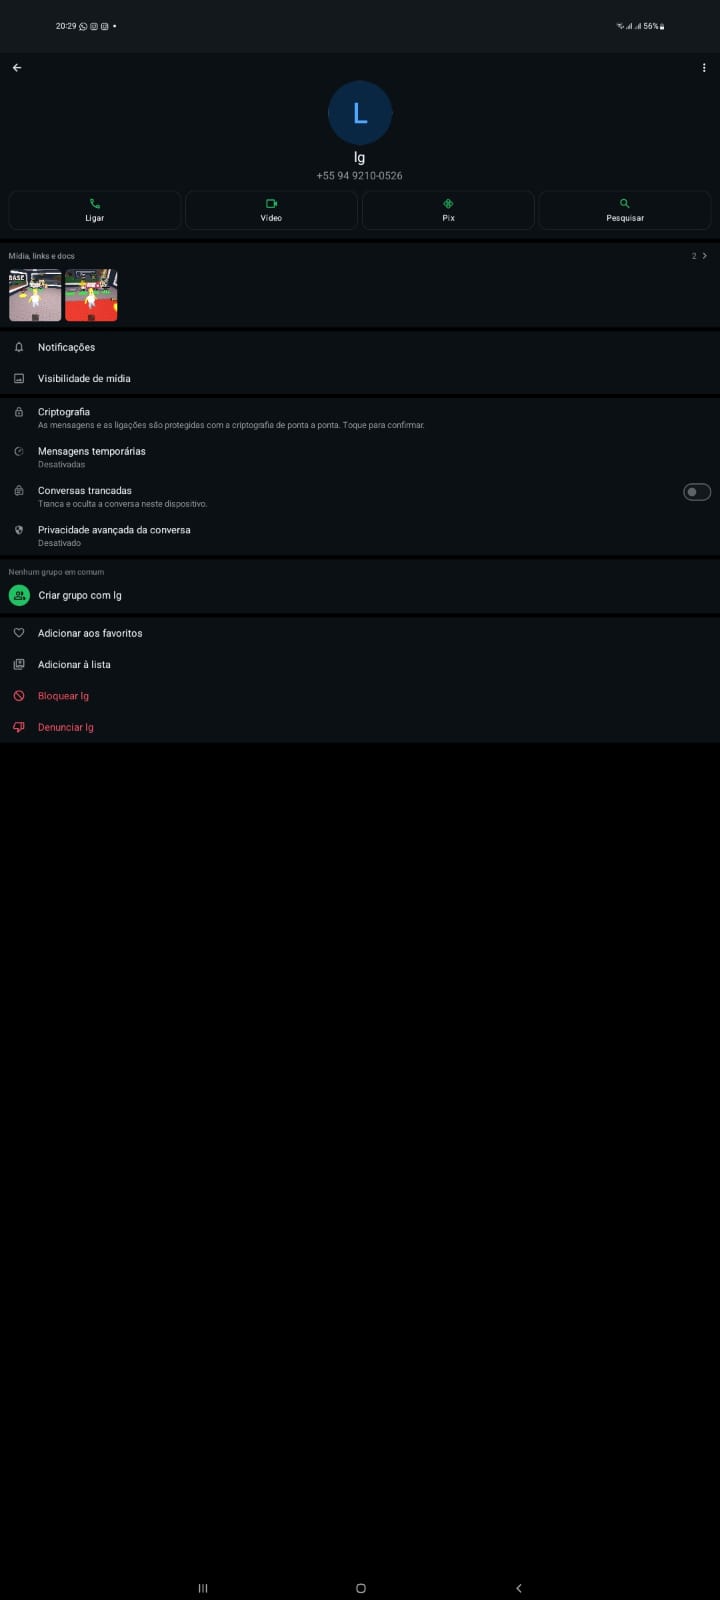 20:29
56%
L
lg
+55 94 9210-0526
Ligar
Vídeo
Pix
Pesquisar
Mídia, links e docs
2
BASE
Notificações
Visibilidade de mídia
Criptografia
As mensagens e as ligações são protegidas com a criptografia de ponta a ponta. Toque para confirmar.
Mensagens temporárias
Desativadas
Conversas trancadas
Tranca e oculta a conversa neste dispositivo.
Privacidade avançada da conversa
Desativado
Nenhum grupo em comum
Criar grupo com lg
Adicionar aos favoritos
Adicionar à lista
Bloquear lg
Denunciar lg